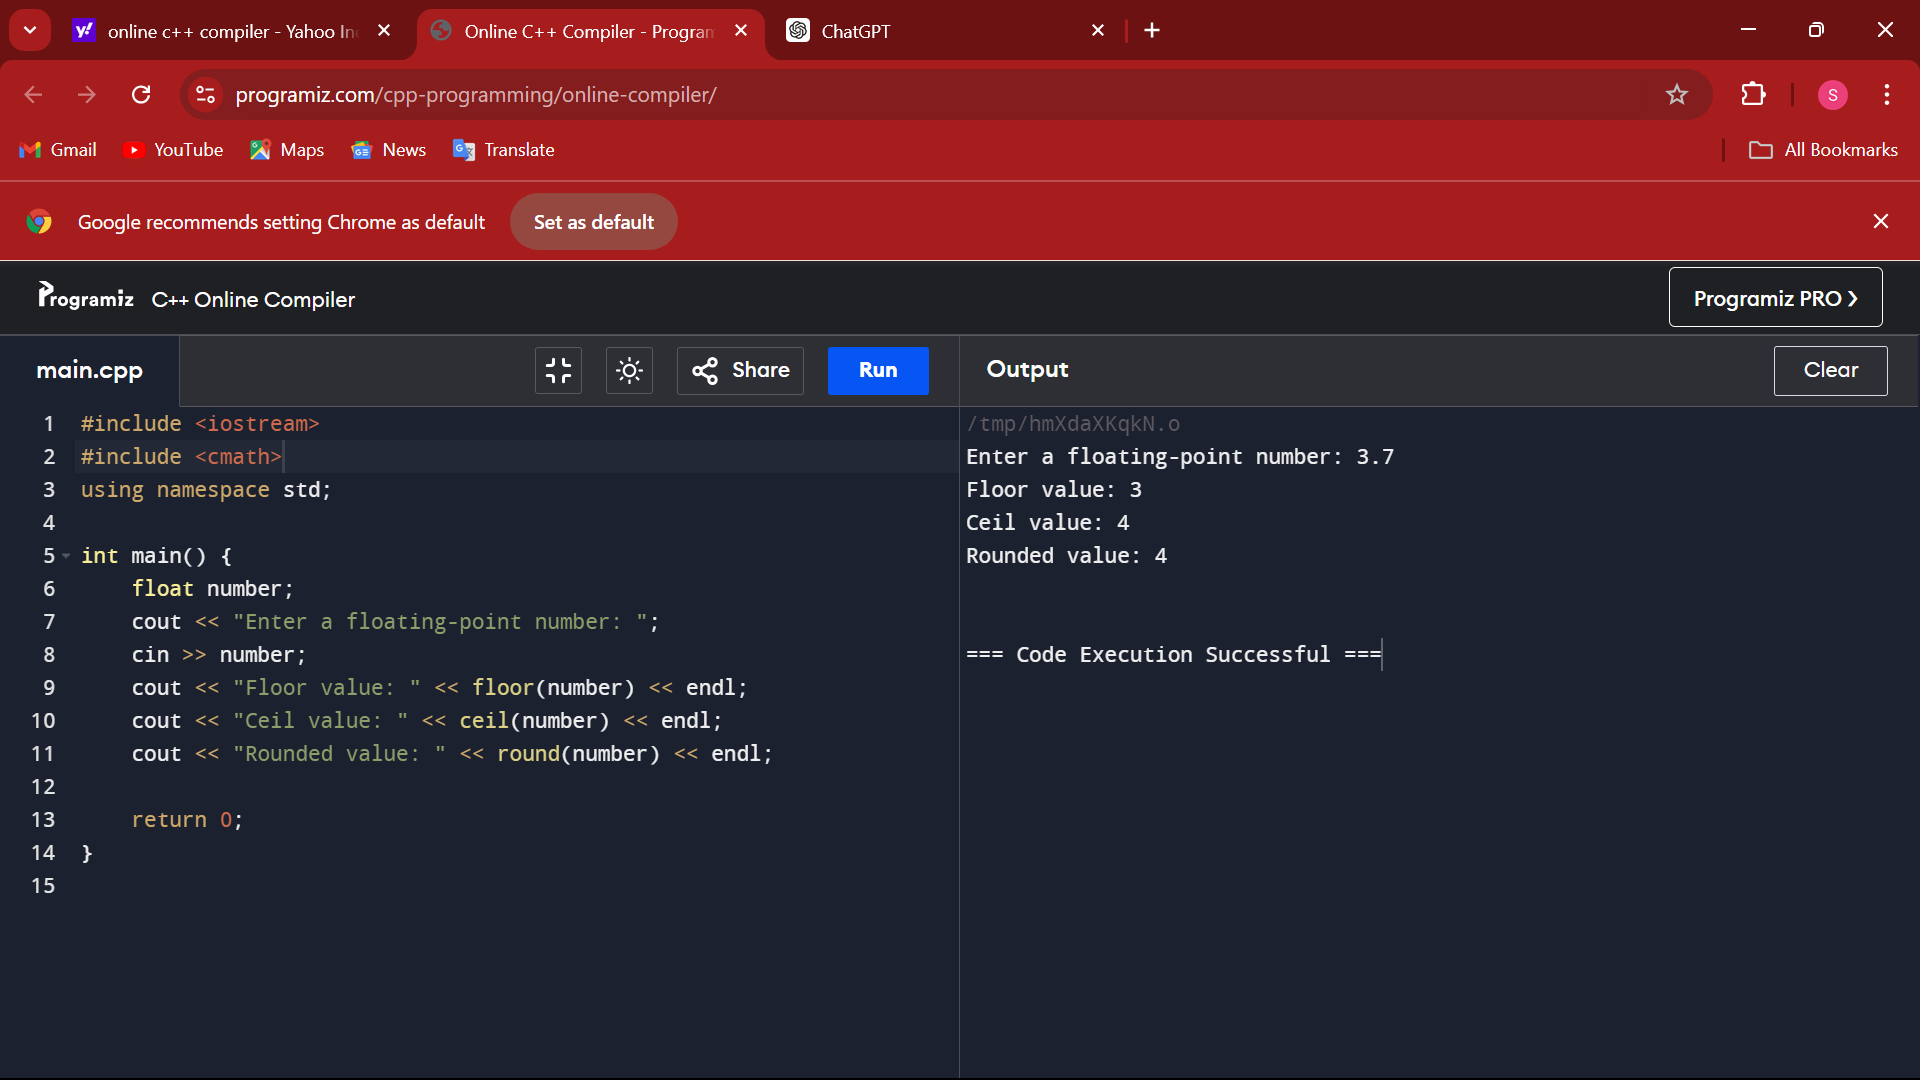 online c++ compiler - Yahoo In
Online C++ Compiler - Program
ChatGPT
programiz.com/cpp-programming/online-compiler/
S
Gmail
YouTube
Maps
News
Translate
All Bookmarks
Google recommends setting Chrome as default
Set as default
Programiz
C++ Online Compiler
Programiz PRO ❯
main.cpp
Share
Run
1 #include <iostream>
2 #include <cmath>
3 using namespace std;
4
5 int main() {
6     float number;
7     cout << "Enter a floating-point number: ";
8     cin >> number;
9     cout << "Floor value: " << floor(number) << endl;
10     cout << "Ceil value: " << ceil(number) << endl;
11     cout << "Rounded value: " << round(number) << endl;
12
13     return 0;
14 }
15
Output
Clear
/tmp/hmXdaXKqkN.o
Enter a floating-point number: 3.7
Floor value: 3
Ceil value: 4
Rounded value: 4
=== Code Execution Successful ===